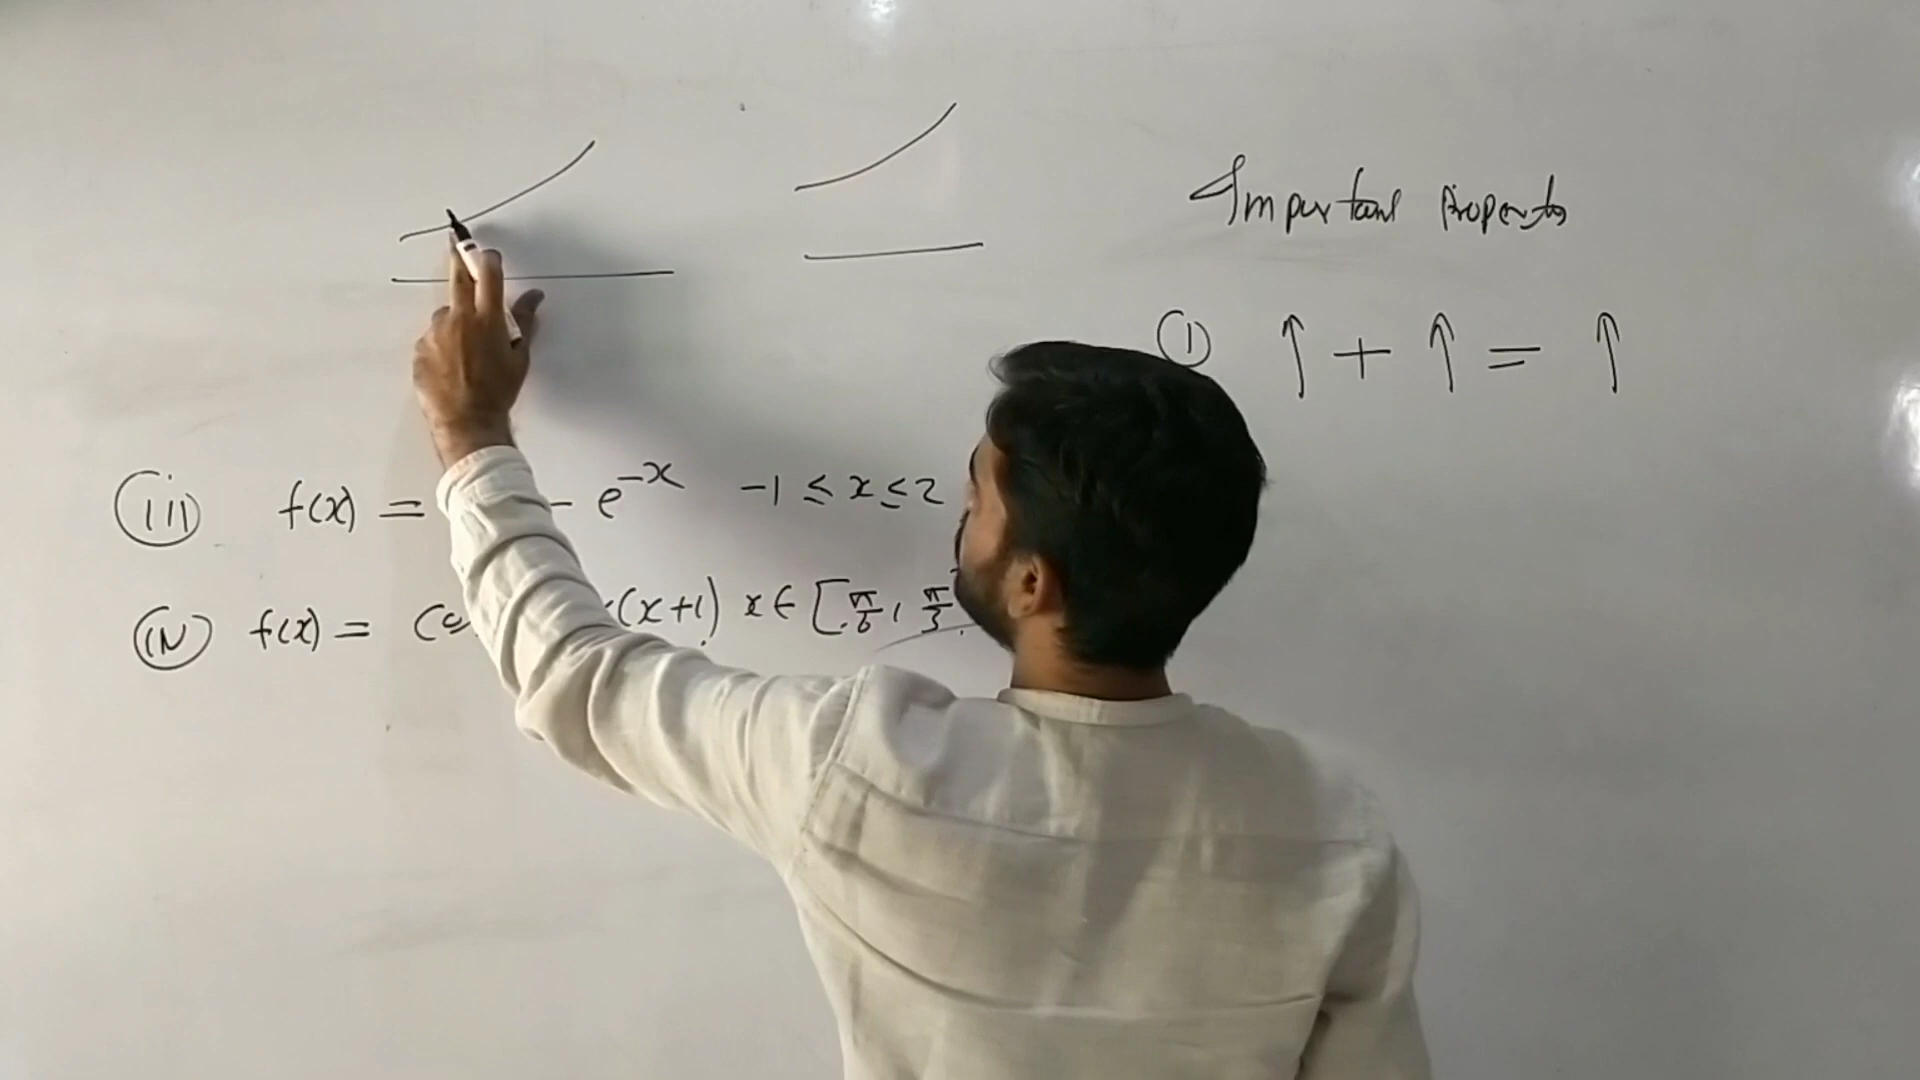 Important Property
① ↑ + ↑ = ↑
(iii) f(x) = - e^{-x} -1 ≤ x ≤ 2
(iv) f(x) = (x+1) x ∈ [π/6, π/3